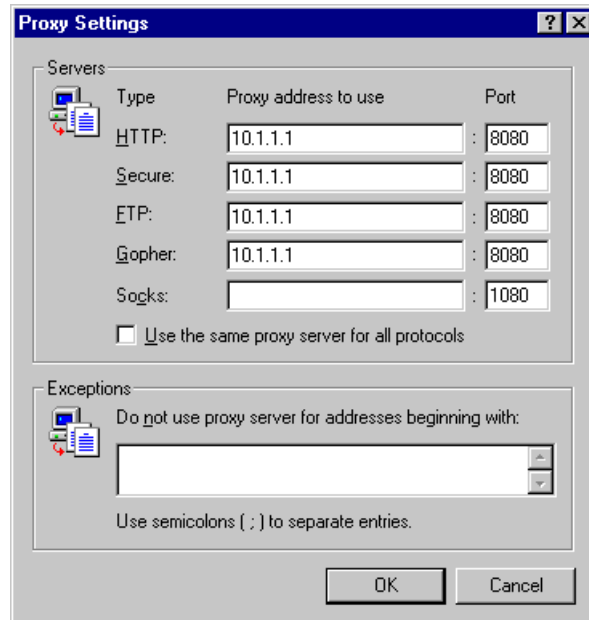 Proxy Settings
Servers
Type Proxy address to use Port
HTTP: 10.1.1.1 : 8080
Secure: 10.1.1.1 : 8080
FTP: 10.1.1.1 : 8080
Gopher: 10.1.1.1 : 8080
Socks: : 1080
Use the same proxy server for all protocols
Exceptions
Do not use proxy server for addresses beginning with:
Use semicolons ( ; ) to separate entries.
OK Cancel